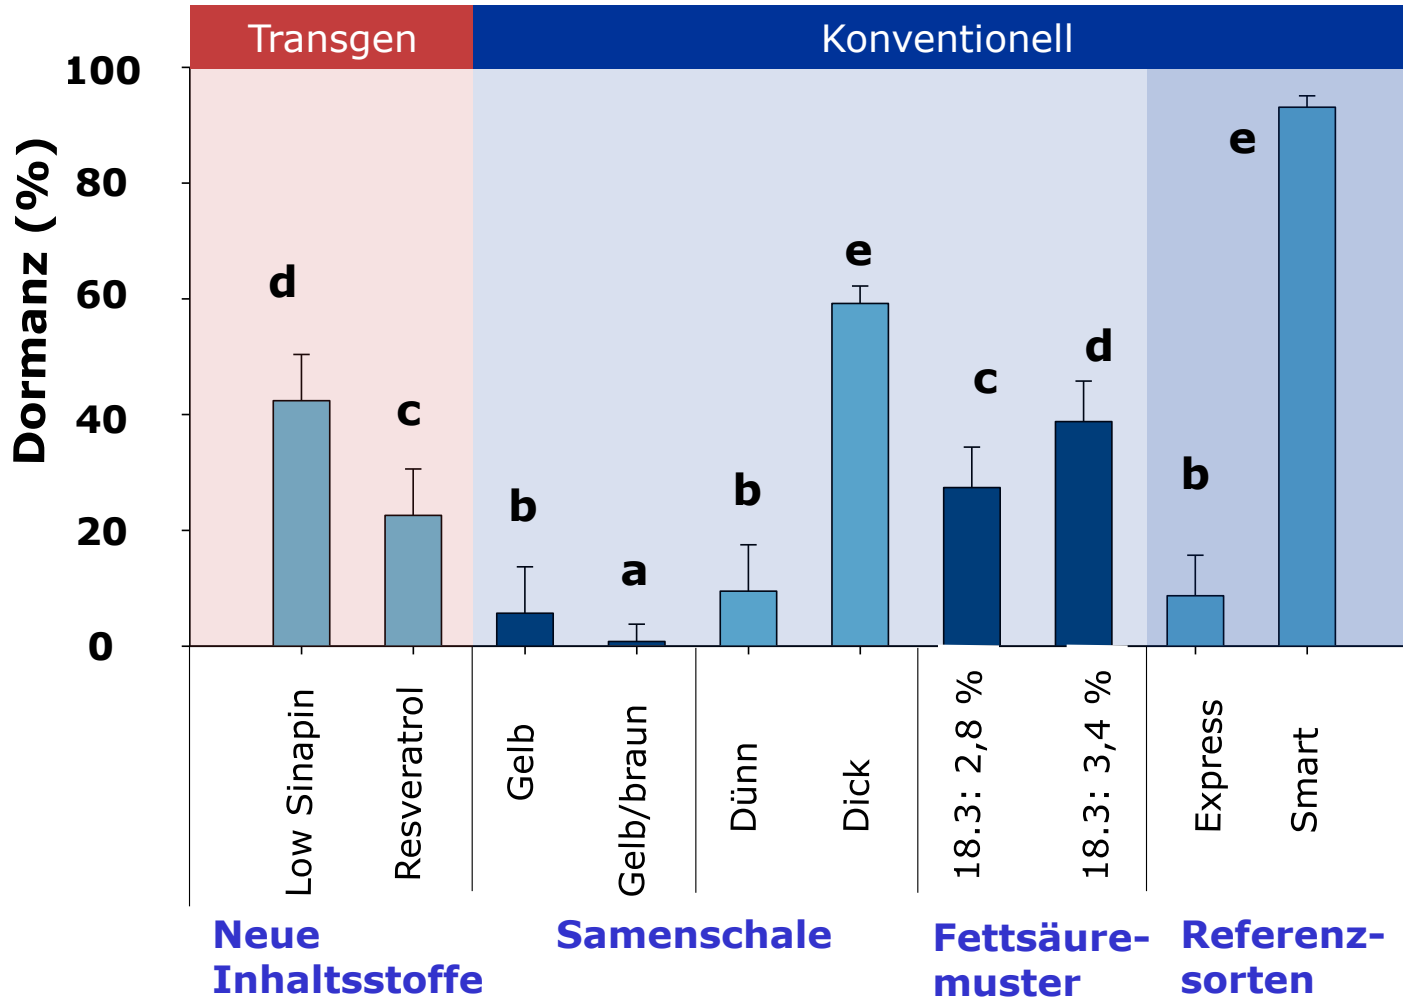 Transgen
Konventionell
Dormanz (%)
100
80
60
40
20
0
d
c
b
a
b
e
c
d
b
e
Low Sinapin
Resveratrol
Gelb
Gelb/braun
Dünn
Dick
18.3: 2,8 %
18.3: 3,4 %
Express
Smart
Neue
Inhaltsstoffe
Samenschale
Fettsäure-
muster
Referenz-
sorten